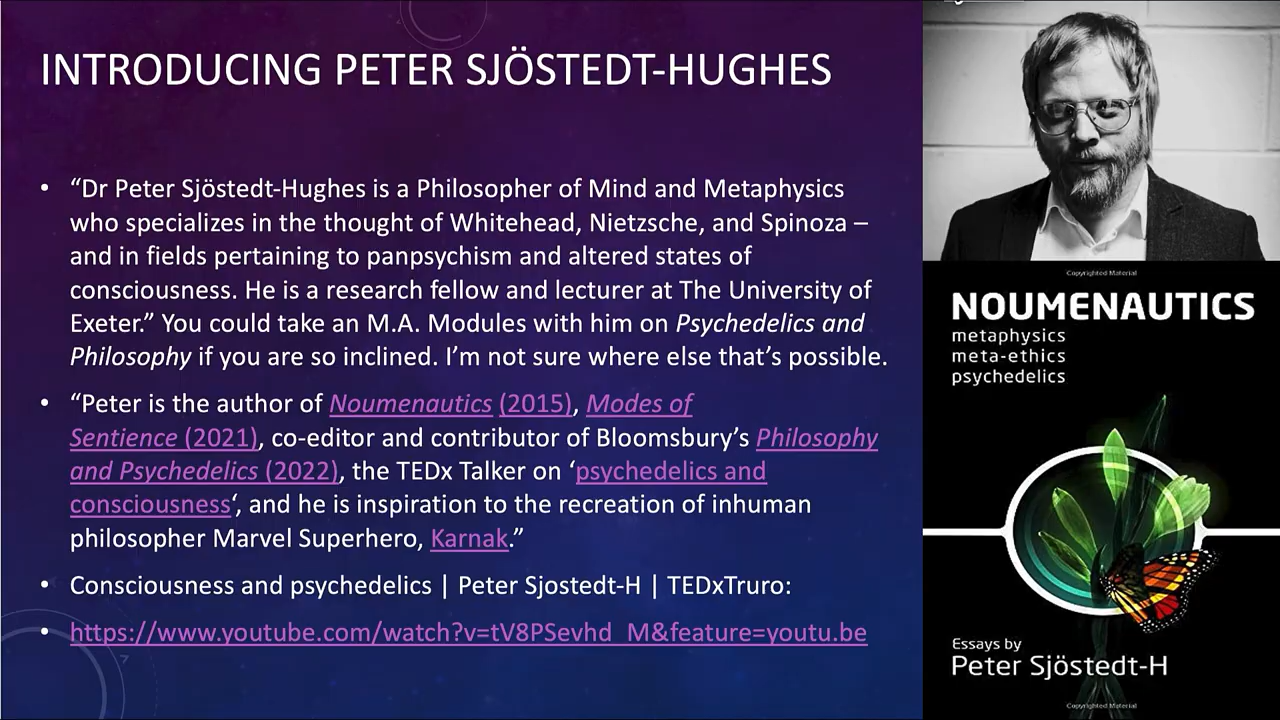 INTRODUCING PETER SJÖSTEDT-HUGHES
• “Dr Peter Sjöstedt-Hughes is a Philosopher of Mind and Metaphysics
who specializes in the thought of Whitehead, Nietzsche, and Spinoza –
and in fields pertaining to panpsychism and altered states of
consciousness. He is a research fellow and lecturer at The University of
Exeter.” You could take an M.A. Modules with him on Psychedelics and
Philosophy if you are so inclined. I’m not sure where else that’s possible.
• “Peter is the author of Noumenautics (2015), Modes of
Sentience (2021), co-editor and contributor of Bloomsbury’s Philosophy
and Psychedelics (2022), the TEDx Talker on ‘psychedelics and
consciousness‘, and he is inspiration to the recreation of inhuman
philosopher Marvel Superhero, Karnak.”
• Consciousness and psychedelics | Peter Sjostedt-H | TEDxTruro:
• https://www.youtube.com/watch?v=tV8PSevhd_M&feature=youtu.be
Copyrighted Material
NOUMENAUTICS
metaphysics
meta-ethics
psychedelics
Essays by
Peter Sjöstedt-H
Copyrighted Material